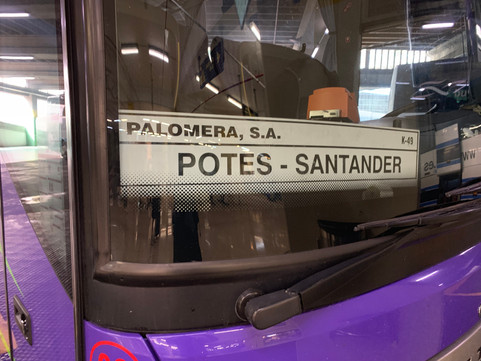 PALOMERA, S.A.
K-49
POTES - SANTANDER